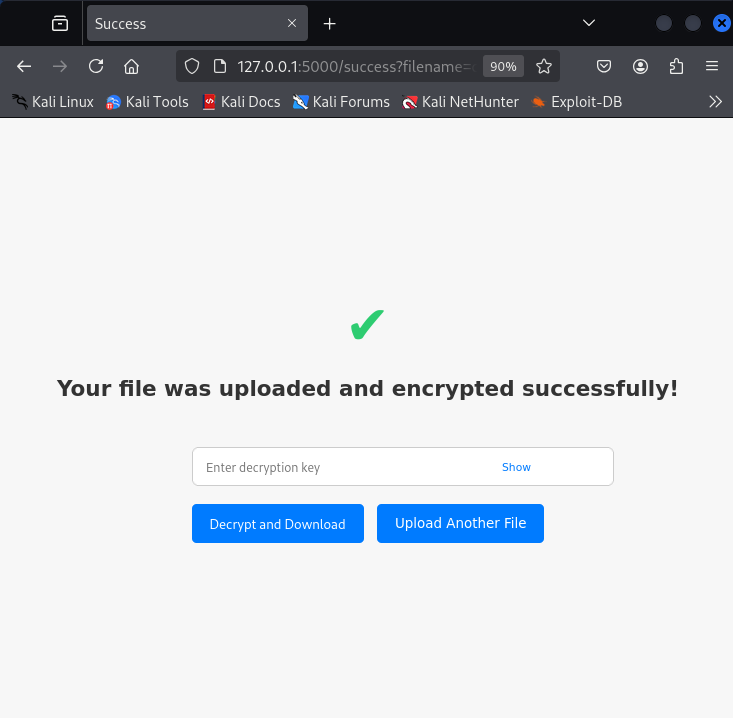 Success
127.0.0.1:5000/success?filename=
90%
Kali Linux Kali Tools Kali Docs Kali Forums Kali NetHunter Exploit-DB
✔
Your file was uploaded and encrypted successfully!
Enter decryption key Show
Decrypt and Download Upload Another File